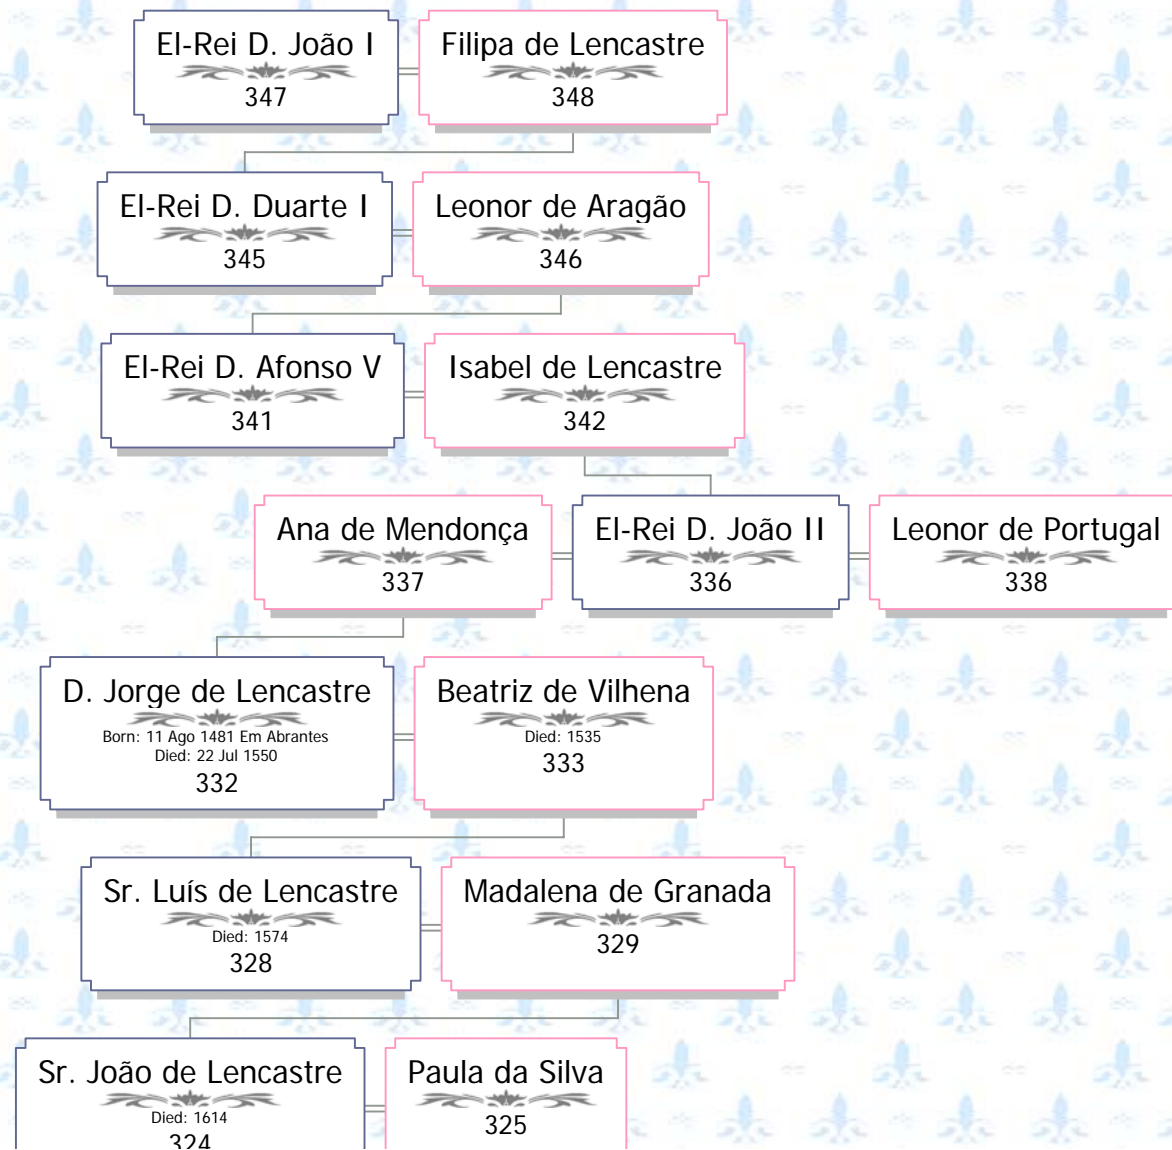 El-Rei D. João I
347
Filipa de Lencastre
348
El-Rei D. Duarte I
345
Leonor de Aragão
346
El-Rei D. Afonso V
341
Isabel de Lencastre
342
Ana de Mendonça
337
El-Rei D. João II
336
Leonor de Portugal
338
D. Jorge de Lencastre
Born: 11 Ago 1481 Em Abrantes
Died: 22 Jul 1550
332
Beatriz de Vilhena
Died: 1535
333
Sr. Luís de Lencastre
Died: 1574
328
Madalena de Granada
329
Sr. João de Lencastre
Died: 1614
324
Paula da Silva
325